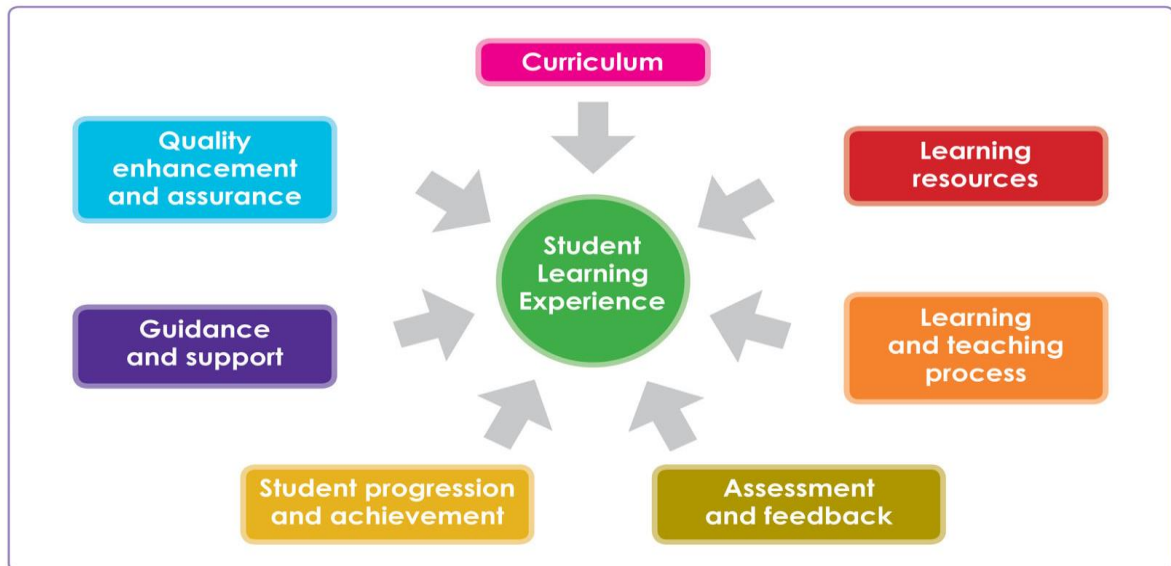 Curriculum
Quality
enhancement
and assurance
Learning
resources
Student
Learning
Experience
Guidance
and support
Learning
and teaching
process
Student progression
and achievement
Assessment
and feedback